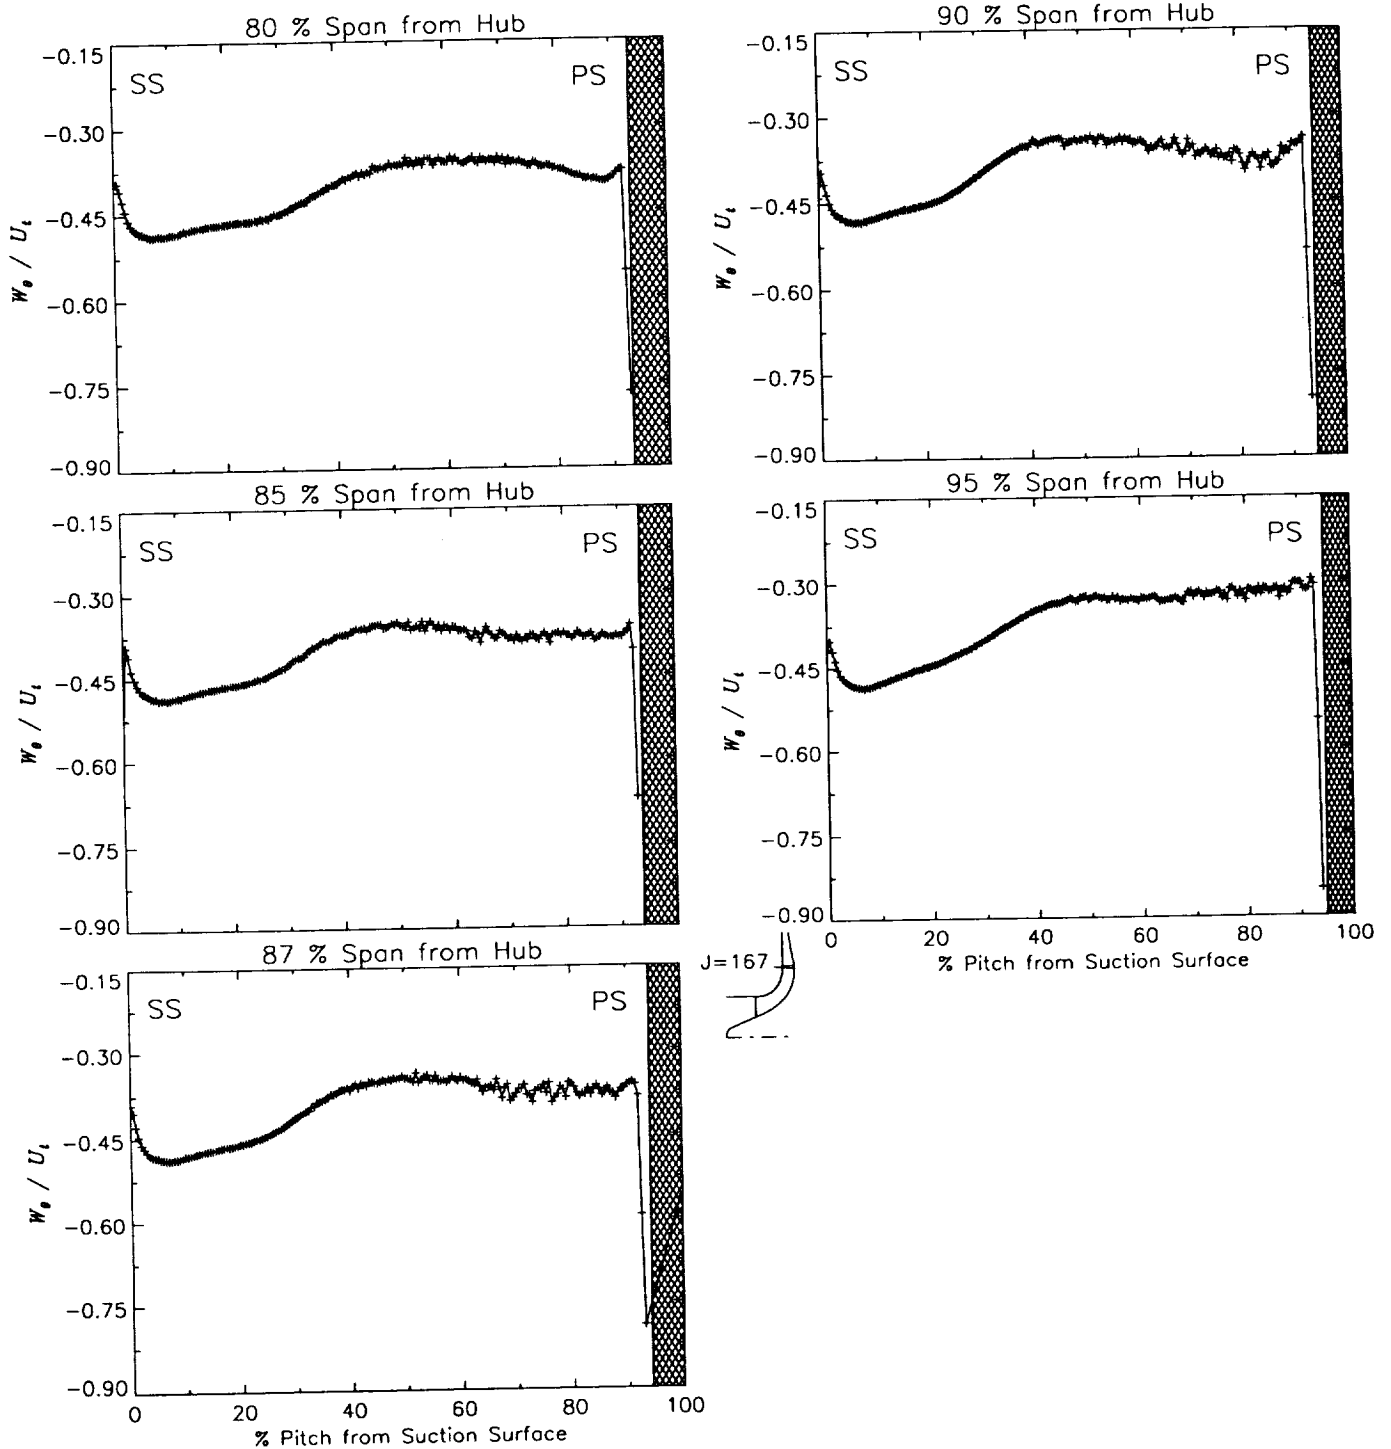 80 % Span from Hub
SS
PS
−0.15
−0.30
−0.45
−0.60
−0.75
−0.90
W_θ / U_t
85 % Span from Hub
SS
PS
−0.15
−0.30
−0.45
−0.60
−0.75
−0.90
W_θ / U_t
87 % Span from Hub
SS
PS
−0.15
−0.30
−0.45
−0.60
−0.75
−0.90
W_θ / U_t
0 20 40 60 80 100
% Pitch from Suction Surface
90 % Span from Hub
SS
PS
−0.15
−0.30
−0.45
−0.60
−0.75
−0.90
W_θ / U_t
95 % Span from Hub
SS
PS
−0.15
−0.30
−0.45
−0.60
−0.75
−0.90
W_θ / U_t
0 20 40 60 80 100
% Pitch from Suction Surface
J=167